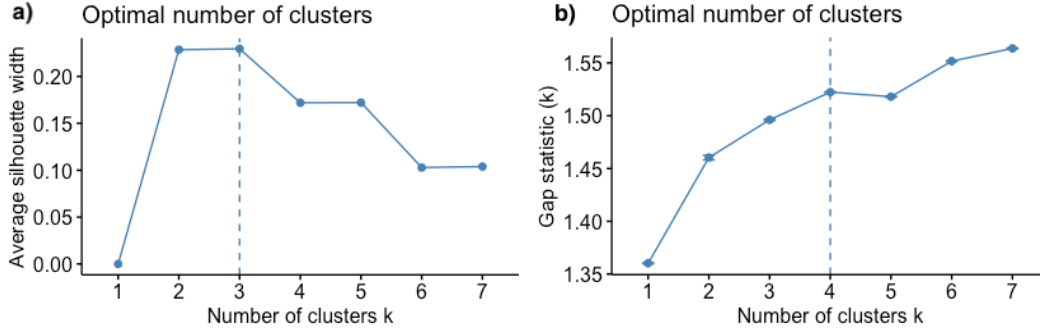 a)
Optimal number of clusters
Average silhouette width
0.20
0.15
0.10
0.05
0.00
1 2 3 4 5 6 7
Number of clusters k
b)
Optimal number of clusters
Gap statistic (k)
1.55
1.50
1.45
1.40
1.35
1 2 3 4 5 6 7
Number of clusters k